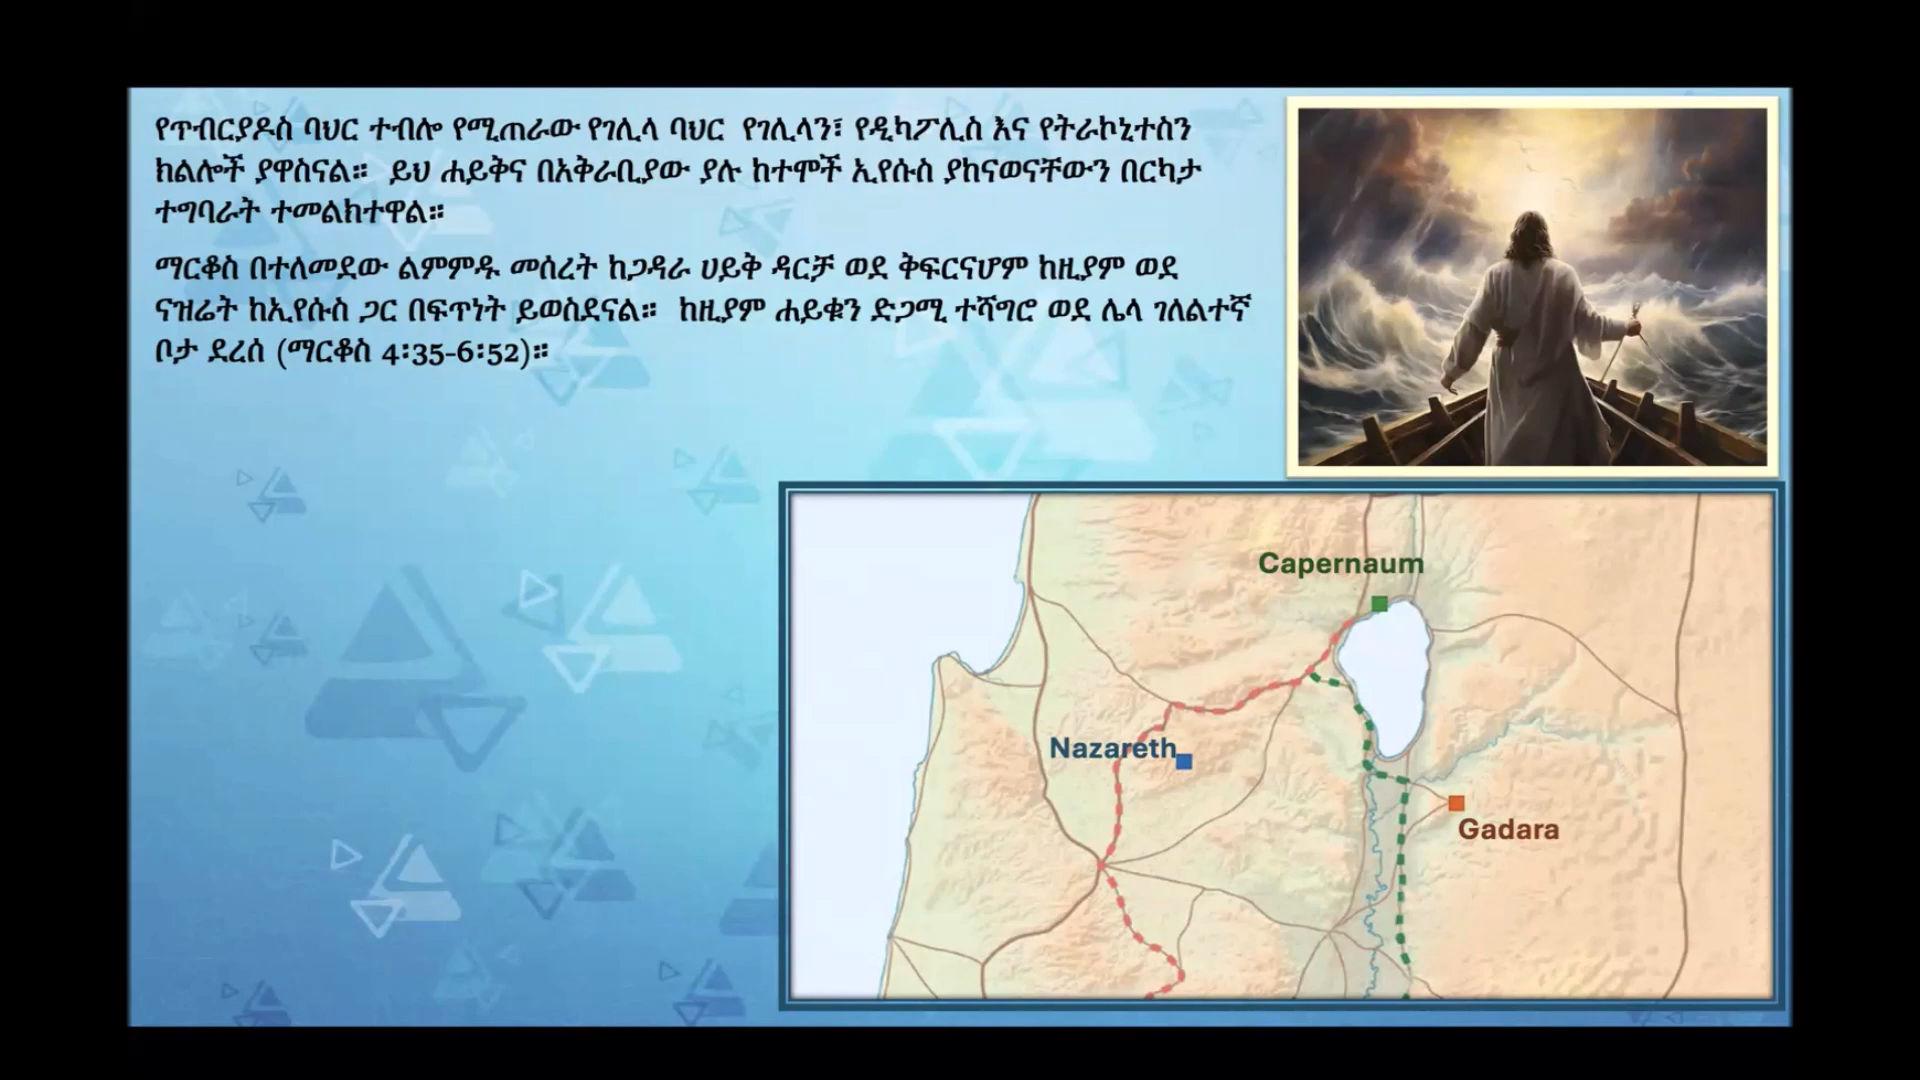 የጥብርያዶስ ባህር ተብሎ የሚጠራው የገሊላ ባህር  የገሊላን፣ የዲካፖሊስ እና የትራኮኒተስን
ክልሎች ያዋስናል።  ይህ ሐይቅና በአቅራቢያው ያሉ ከተሞች ኢየሱስ ያከናወናቸውን በርካታ
ተግባራት ተመልክተዋል።
ማርቆስ በተለመደው ልምምዱ መሰረት ከጋዳራ ሀይቅ ዳርቻ ወደ ቅፍርናሆም ከዚያም ወደ
ናዝሬት ከኢየሱስ ጋር በፍጥነት ይወስደናል።  ከዚያም ሐይቁን ድጋሚ ተሻግሮ ወደ ሌላ ገለልተኛ
ቦታ ደረሰ (ማርቆስ 4፡35-6፡52)።
Capernaum
Nazareth
Gadara